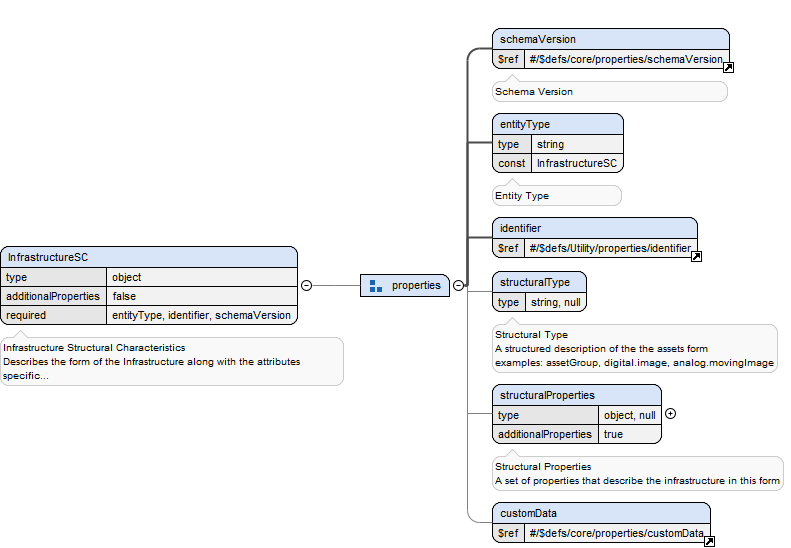 InfrastructureSC
type object
additionalProperties false
required entityType, identifier, schemaVersion
Infrastructure Structural Characteristics
Describes the form of the Infrastructure along with the attributes
specific...
properties
schemaVersion
$ref #/$defs/core/properties/schemaVersion
Schema Version
entityType
type string
const InfrastructureSC
Entity Type
identifier
$ref #/$defs/Utility/properties/identifier
structuralType
type string, null
Structural Type
A structured description of the the assets form
examples: assetGroup, digital.image, analog.movingImage
structuralProperties
type object, null
additionalProperties true
Structural Properties
A set of properties that describe the infrastructure in this form
customData
$ref #/$defs/core/properties/customData